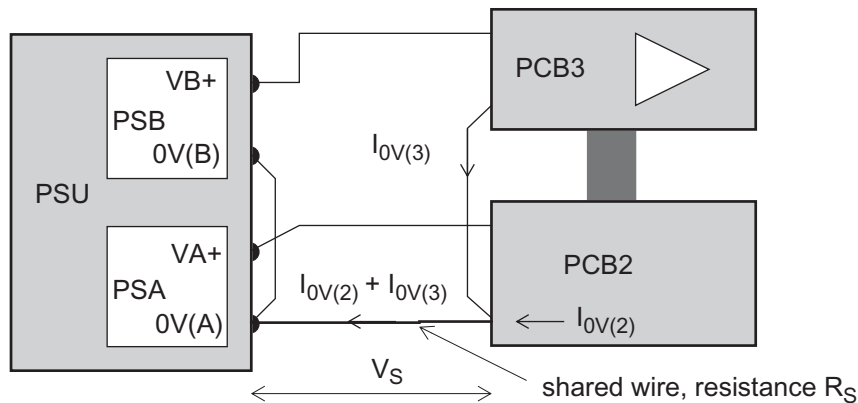 VB+
PSB
0V(B)
PSU
VA+
PSA
0V(A)
PCB3
I0V(3)
PCB2
I0V(2) + I0V(3)
I0V(2)
VS
shared wire, resistance RS